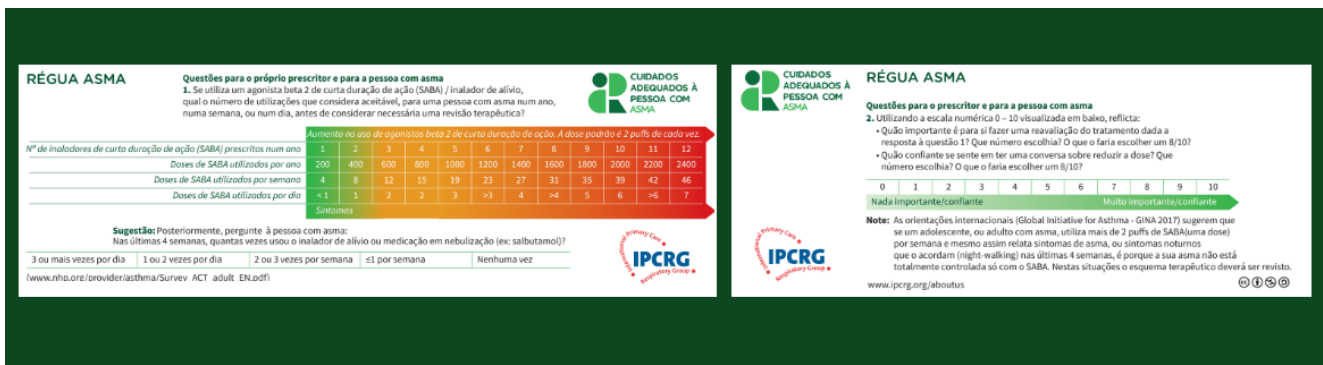 RÉGUA ASMA
Questões para o próprio prescritor e para a pessoa com asma
1. Se utiliza um agonista beta 2 de curta duração de ação (SABA) / inalador de alívio,
qual o número de utilizações que considera aceitável, para uma pessoa com asma num ano,
numa semana, ou num dia, antes de considerar necessária uma revisão terapêutica?
CUIDADOS
ADEQUADOS À
PESSOA COM
ASMA
Aumento no uso de agonistas beta 2 de curta duração de ação. A dose padrão é 2 puffs de cada vez.
Nº de inaladores de curta duração de ação (SABA) prescritos num ano 1 2 3 4 5 6 7 8 9 10 11 12
Doses de SABA utilizados por ano 200 400 600 800 1000 1200 1400 1600 1800 2000 2200 2400
Doses de SABA utilizados por semana 4 8 12 15 19 23 27 31 35 39 42 46
Doses de SABA utilizados por dia < 1 1 2 2 3 >3 4 >4 5 6 >6 7
Sintomas
Sugestão: Posteriormente, pergunte à pessoa com asma:
Nas últimas 4 semanas, quantas vezes usou o inalador de alívio ou medicação em nebulização (ex: salbutamol)?
3 ou mais vezes por dia 1 ou 2 vezes por dia 2 ou 3 vezes por semana ≤1 por semana Nenhuma vez
(www.nhp.org/provider/asthma/Survey_ACT_adult_EN.pdf)
International Primary Care
IPCRG
Respiratory Group
CUIDADOS
ADEQUADOS À
PESSOA COM
ASMA
RÉGUA ASMA
Questões para o prescritor e para a pessoa com asma
2. Utilizando a escala numérica 0 – 10 visualizada em baixo, reflicta:
• Quão importante é para si fazer uma reavaliação do tratamento dada a
resposta à questão 1? Que número escolhia? O que o faria escolher um 8/10?
• Quão confiante se sente em ter uma conversa sobre reduzir a dose? Que
número escolhia? O que o faria escolher um 8/10?
0 1 2 3 4 5 6 7 8 9 10
Nada importante/confiante Muito importante/confiante
Note: As orientações internacionais (Global Initiative for Asthma - GINA 2017) sugerem que
se um adolescente, ou adulto com asma, utiliza mais de 2 puffs de SABA(uma dose)
por semana e mesmo assim relata sintomas de asma, ou sintomas noturnos
que o acordam (night-walking) nas últimas 4 semanas, é porque a sua asma não está
totalmente controlada só com o SABA. Nestas situações o esquema terapêutico deverá ser revisto.
International Primary Care
IPCRG
Respiratory Group
www.ipcrg.org/aboutus
cc